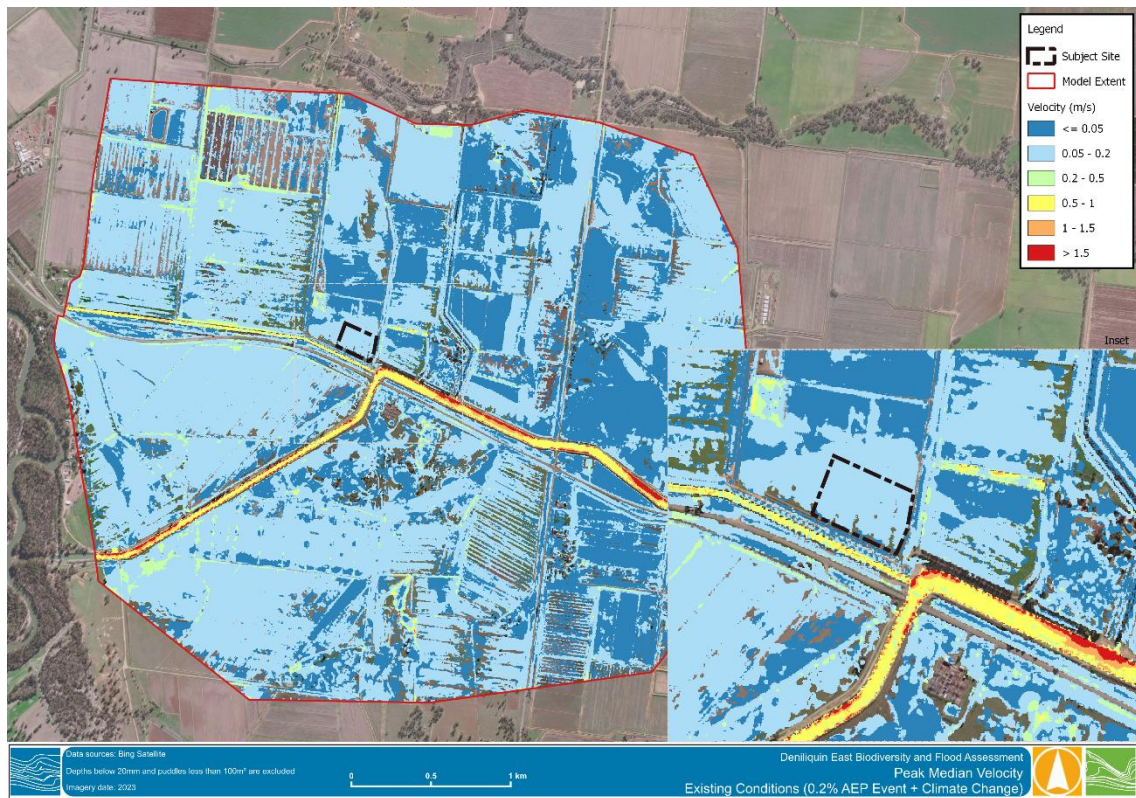 Legend
Subject Site
Model Extent
Velocity (m/s)
<= 0.05
0.05 - 0.2
0.2 - 0.5
0.5 - 1
1 - 1.5
> 1.5
Inset
Data sources: Bing Satellite
Depths below 20mm and puddles less than 100m² are excluded
Imagery date: 2023
0 0.5 1 km
Deniliquin East Biodiversity and Flood Assessment
Peak Median Velocity
Existing Conditions (0.2% AEP Event + Climate Change)